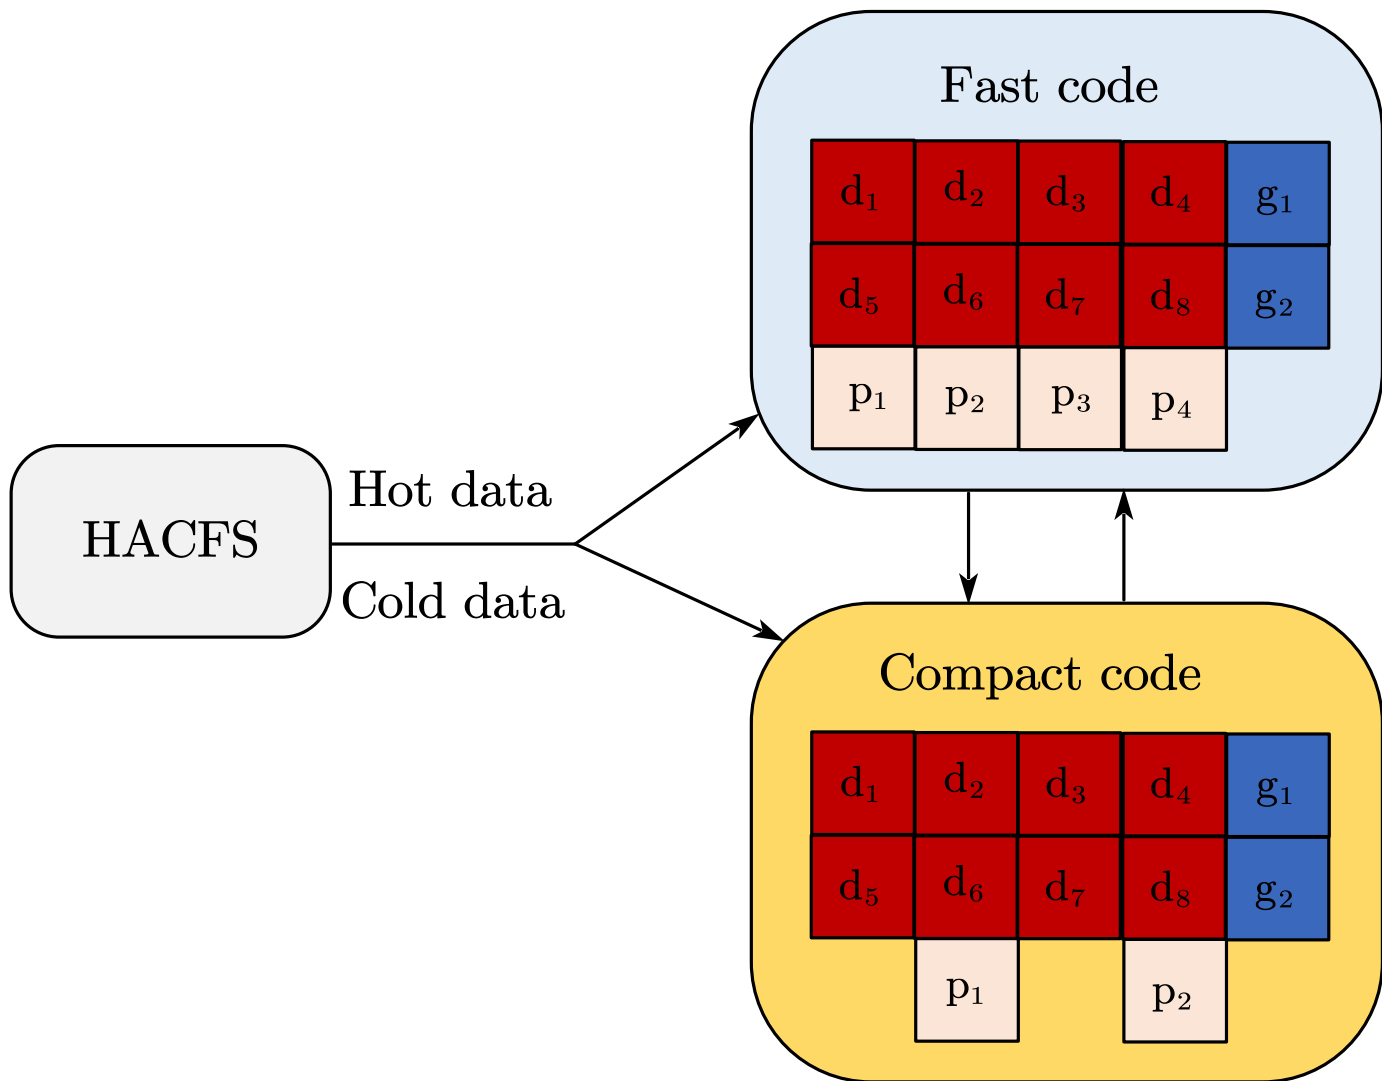 Fast code
d₁ d₂ d₃ d₄ g₁
d₅ d₆ d₇ d₈ g₂
p₁ p₂ p₃ p₄
Hot data
HACFS
Cold data
Compact code
d₁ d₂ d₃ d₄ g₁
d₅ d₆ d₇ d₈ g₂
p₁ p₂